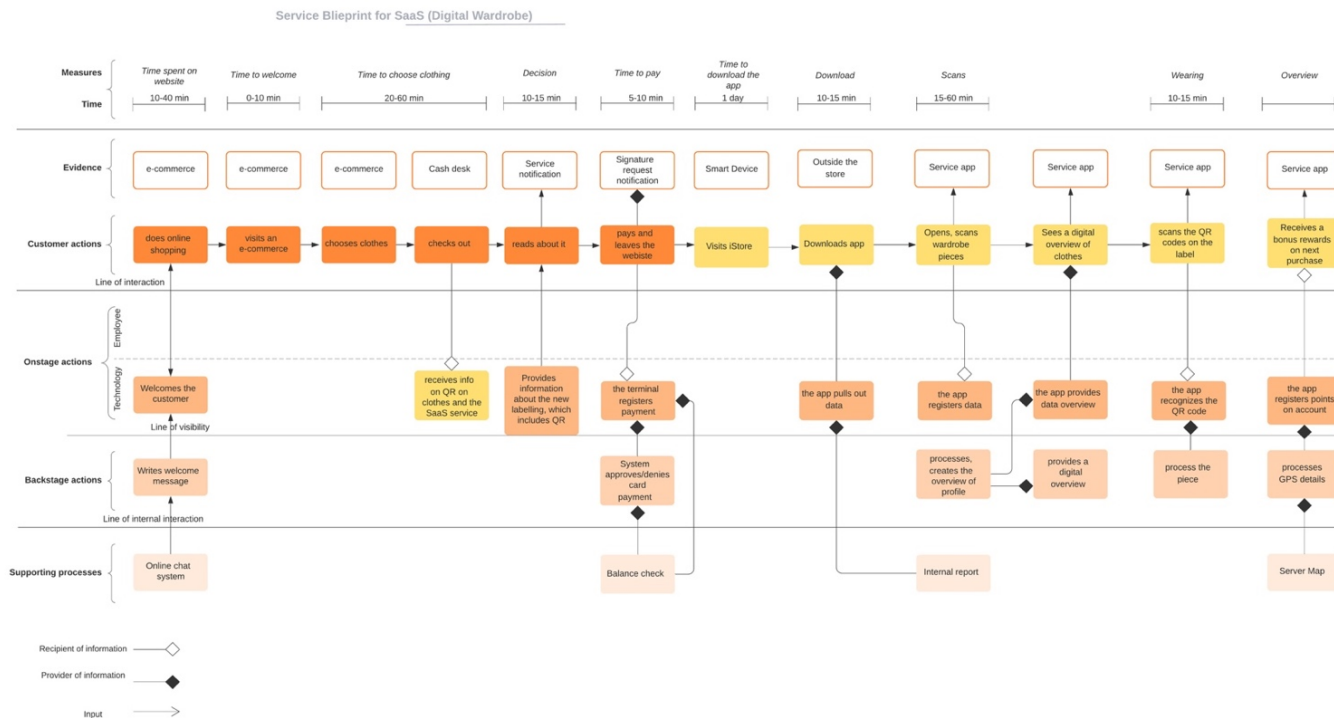 Service Blieprint for SaaS (Digital Wardrobe)
Measures
Time spent on
website
Time to welcome
Time to choose clothing
Decision
Time to pay
Time to
download the
app
Download
Scans
Wearing
Overview
Time
10-40 min
0-10 min
20-60 min
10-15 min
5-10 min
1 day
10-15 min
15-60 min
10-15 min
Evidence
e-commerce
e-commerce
e-commerce
Cash desk
Service
notification
Signature
request
notification
Smart Device
Outside the
store
Service app
Service app
Service app
Service app
Customer actions
does online
shopping
visits an
e-commerce
chooses clothes
checks out
reads about it
pays and
leaves the
webiste
Visits iStore
Downloads app
Opens, scans
wardrobe
pieces
Sees a digital
overview of
clothes
scans the QR
codes on the
label
Receives a
bonus rewards
on next
purchase
Line of interaction
Onstage actions
Employee
Technology
Welcomes the
customer
receives info
on QR on
clothes and the
SaaS service
Provides
information
about the new
labelling, which
includes QR
the terminal
registers
payment
the app pulls out
data
the app
registers data
the app provides
data overview
the app
recognizes the
QR code
the app
registers points
on account
Line of visibility
Backstage actions
Writes welcome
message
System
approves/denies
card
payment
processes,
creates the
overview of
profile
provides a
digital
overview
process the
piece
processes
GPS details
Line of internal interaction
Supporting processes
Online chat
system
Balance check
Internal report
Server Map
Recipient of information
Provider of information
Input